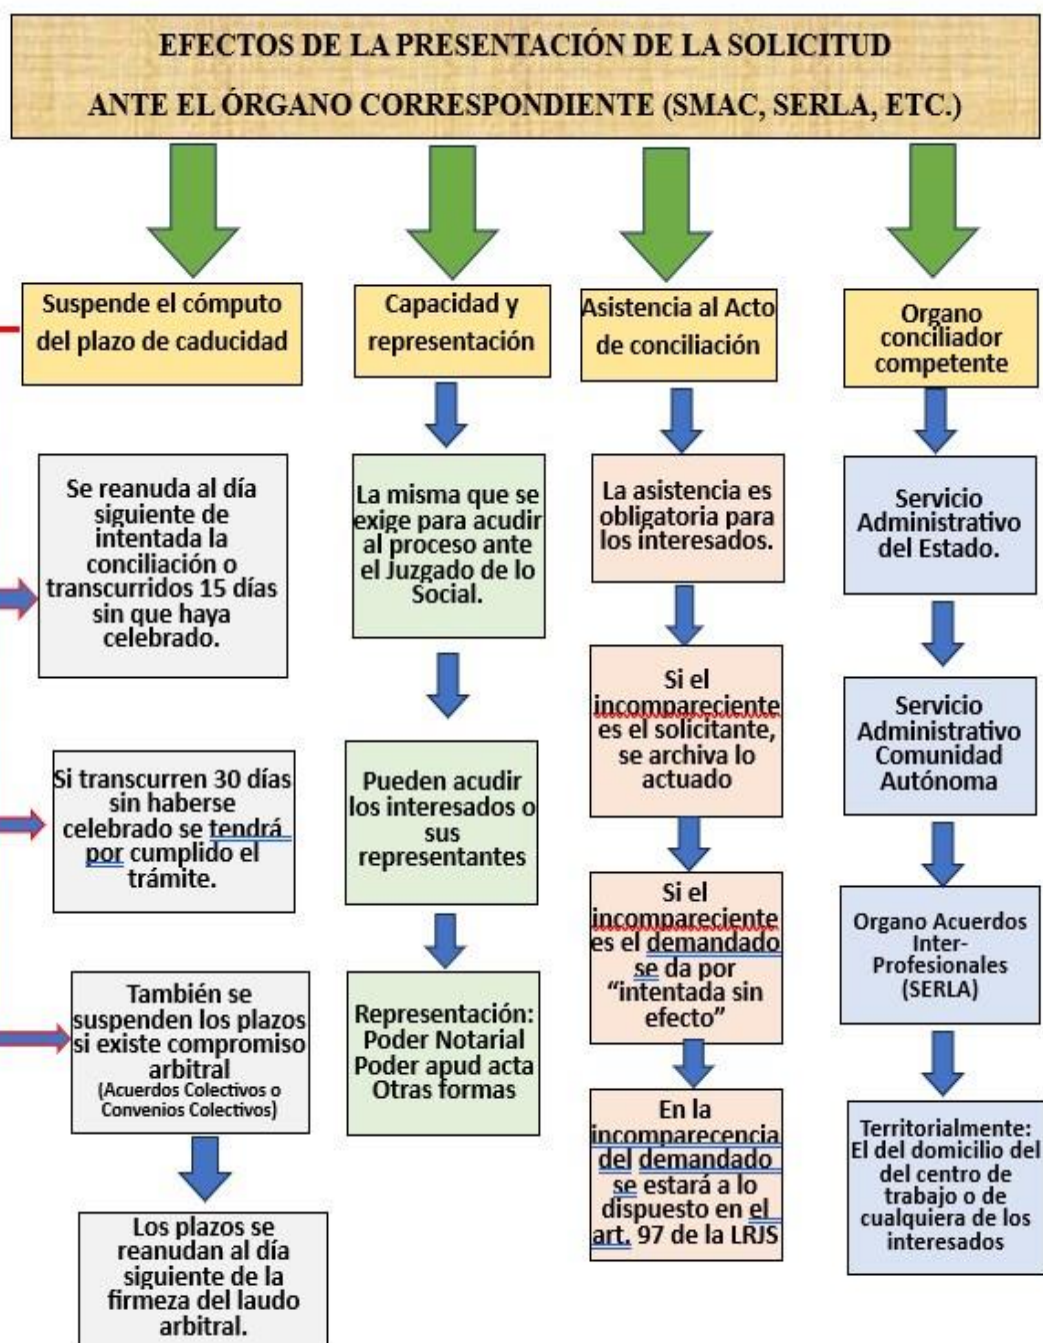 EFECTOS DE LA PRESENTACIÓN DE LA SOLICITUD
ANTE EL ÓRGANO CORRESPONDIENTE (SMAC, SERLA, ETC.)
Suspende el cómputo
del plazo de caducidad
Se reanuda al día
siguiente de
intentada la
conciliación o
transcurridos 15 días
sin que haya
celebrado.
Si transcurren 30 días
sin haberse
celebrado se tendrá
por cumplido el
trámite.
También se
suspenden los plazos
si existe compromiso
arbitral
(Acuerdos Colectivos o
Convenios Colectivos)
Los plazos se
reanudan al día
siguiente de la
firmeza del laudo
arbitral.
Capacidad y
representación
La misma que se
exige para acudir
al proceso ante
el Juzgado de lo
Social.
Pueden acudir
los interesados o
sus
representantes
Representación:
Poder Notarial
Poder apud acta
Otras formas
Asistencia al Acto
de conciliación
La asistencia es
obligatoria para
los interesados.
Si el
incompareciente
es el solicitante,
se archiva lo
actuado
Si el
incompareciente
es el demandado
se da por
“intentada sin
efecto”
En la
incomparecencia
del demandado
se estará a lo
dispuesto en el
art. 97 de la LRJS
Organo
conciliador
competente
Servicio
Administrativo
del Estado.
Servicio
Administrativo
Comunidad
Autónoma
Organo Acuerdos
Inter-
Profesionales
(SERLA)
Territorialmente:
El del domicilio del
del centro de
trabajo o de
cualquiera de los
interesados